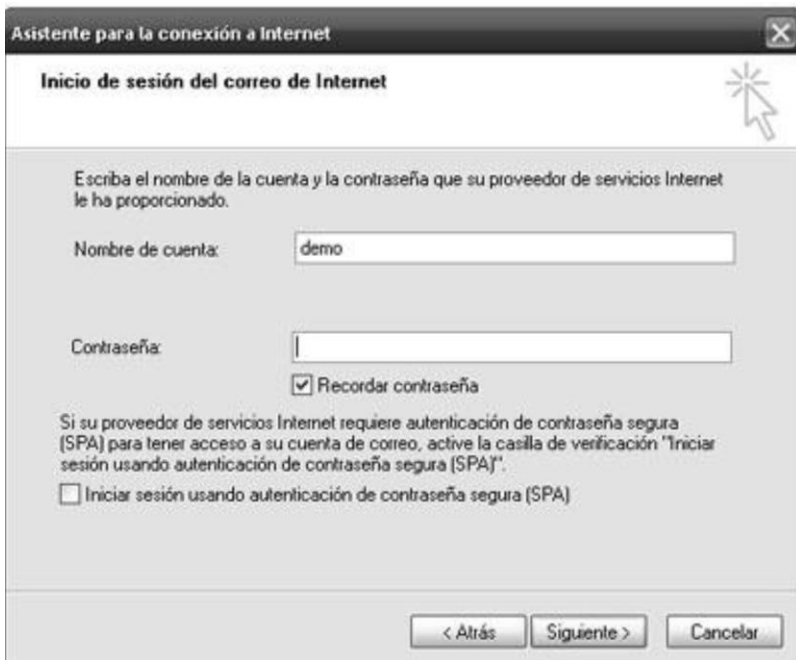 Asistente para la conexión a Internet
Inicio de sesión del correo de Internet
Escriba el nombre de la cuenta y la contraseña que su proveedor de servicios Internet
le ha proporcionado.
Nombre de cuenta: demo
Contraseña:
Recordar contraseña
Si su proveedor de servicios Internet requiere autenticación de contraseña segura
(SPA) para tener acceso a su cuenta de correo, active la casilla de verificación "Iniciar
sesión usando autenticación de contraseña segura (SPA)".
Iniciar sesión usando autenticación de contraseña segura (SPA)
< Atrás Siguiente > Cancelar